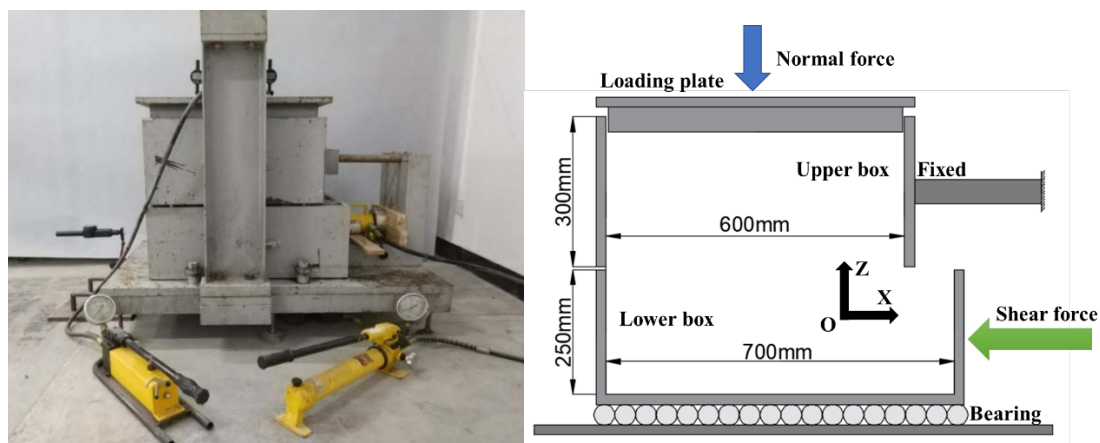 Normal force
Loading plate
300mm
Upper box
Fixed
600mm
Z
X
O
250mm
Lower box
Shear force
700mm
Bearing